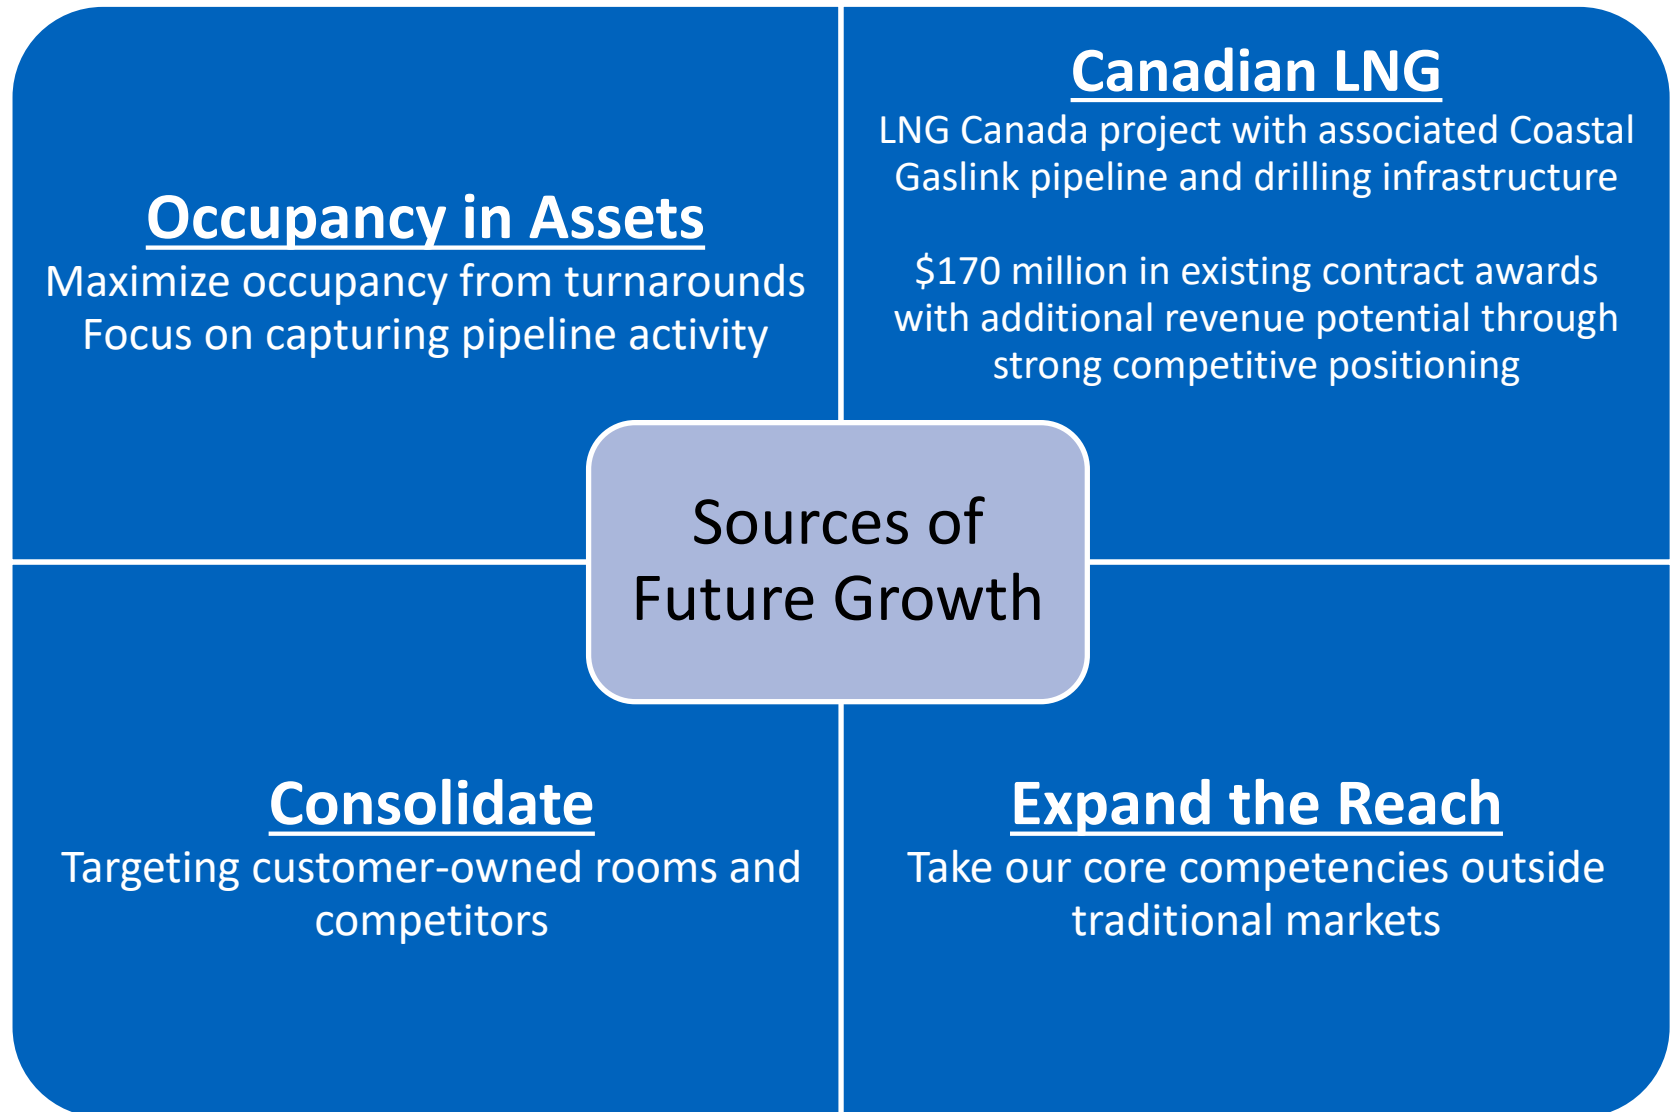 Occupancy in Assets
Maximize occupancy from turnarounds
Focus on capturing pipeline activity
Canadian LNG
LNG Canada project with associated Coastal
Gaslink pipeline and drilling infrastructure
$170 million in existing contract awards
with additional revenue potential through
strong competitive positioning
Sources of
Future Growth
Consolidate
Targeting customer-owned rooms and
competitors
Expand the Reach
Take our core competencies outside
traditional markets